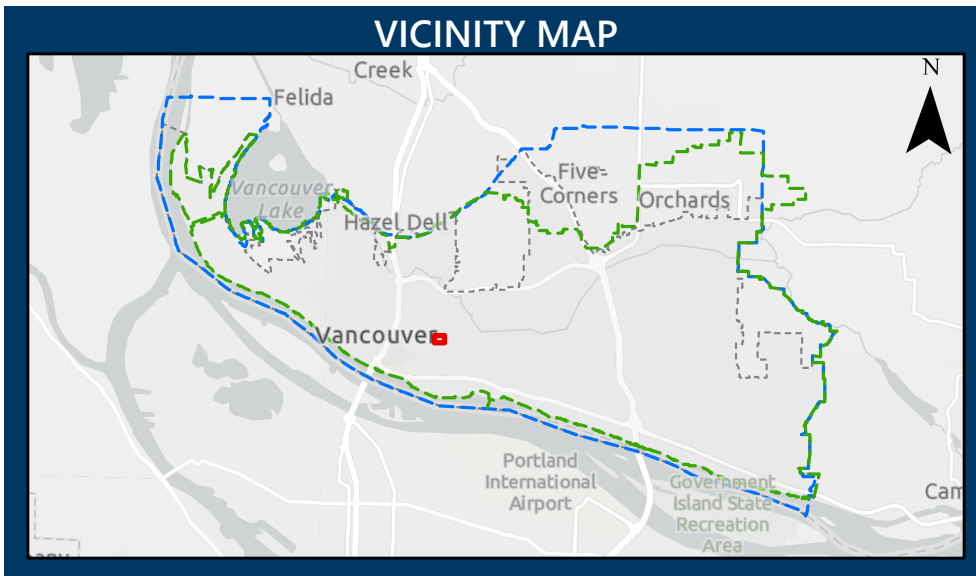 VICINITY MAP
N
Creek
Felida
Five
Corners
Vancouver
Lake
Orchards
Hazel Dell
Vancouver
Portland
International
Airport
Government
Island State
Recreation
Area
Cam